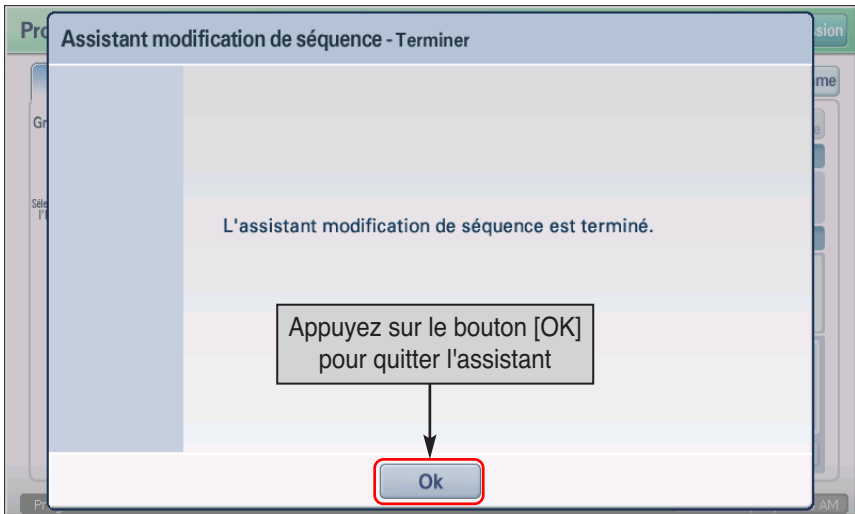 Assistant modification de séquence - Terminer
L'assistant modification de séquence est terminé.
Appuyez sur le bouton [OK]
pour quitter l'assistant
Ok